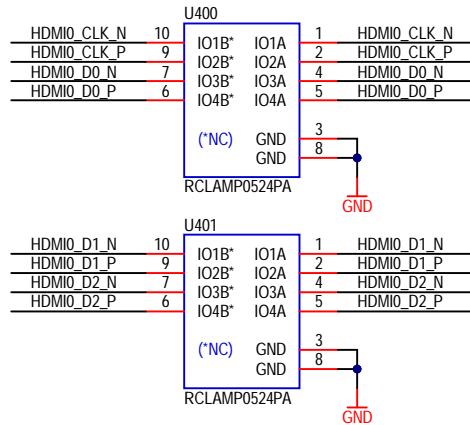 U400
HDMI0_CLK_N 10 IO1B* IO1A 1 HDMI0_CLK_N
HDMI0_CLK_P 9 IO2B* IO2A 2 HDMI0_CLK_P
HDMI0_D0_N 7 IO3B* IO3A 4 HDMI0_D0_N
HDMI0_D0_P 6 IO4B* IO4A 5 HDMI0_D0_P
(*NC) GND 3
GND 8
RCLAMP0524PA
GND
U401
HDMI0_D1_N 10 IO1B* IO1A 1 HDMI0_D1_N
HDMI0_D1_P 9 IO2B* IO2A 2 HDMI0_D1_P
HDMI0_D2_N 7 IO3B* IO3A 4 HDMI0_D2_N
HDMI0_D2_P 6 IO4B* IO4A 5 HDMI0_D2_P
(*NC) GND 3
GND 8
RCLAMP0524PA
GND